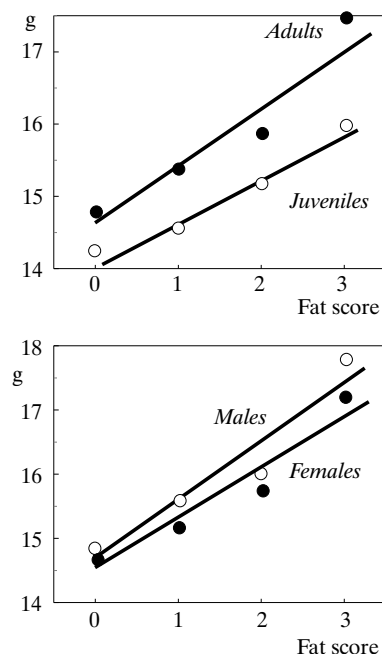 g
Adults
17
16
15
Juveniles
14
0 1 2 3
Fat score
18
g
17
Males
16
Females
15
14
0 1 2 3
Fat score